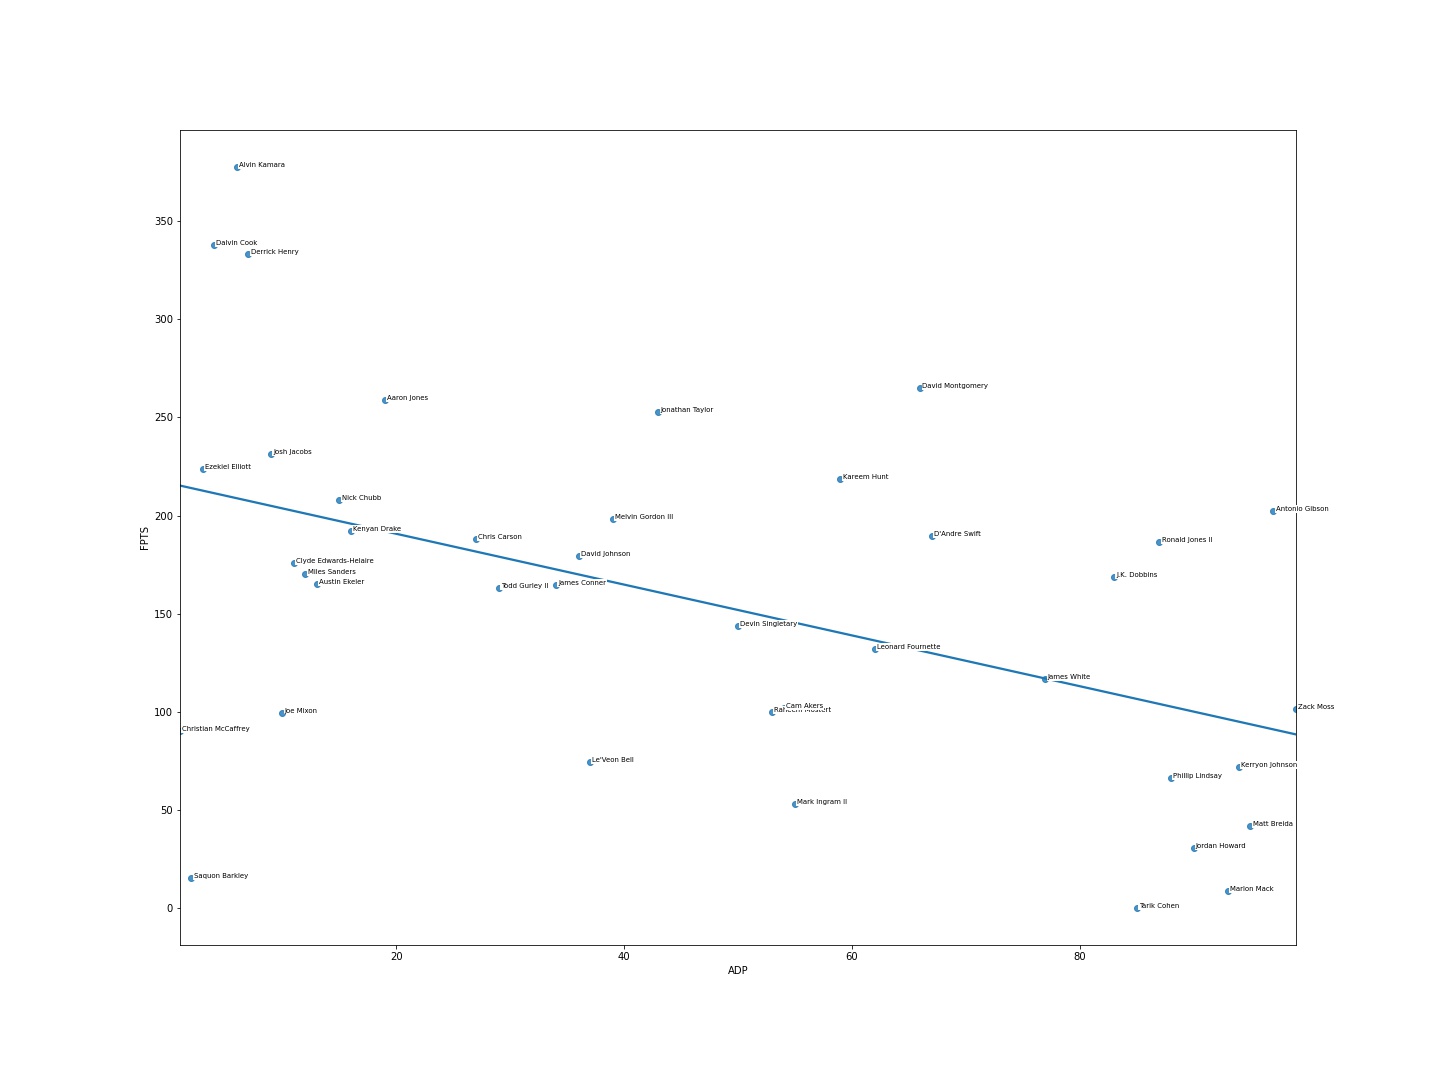 Alvin Kamara
350
Dalvin Cook
Derrick Henry
300
Aaron Jones
David Montgomery
250
Jonathan Taylor
Josh Jacobs
Ezekiel Elliott
Kareem Hunt
Nick Chubb
200
Antonio Gibson
Melvin Gordon III
Kenyan Drake
Chris Carson
D'Andre Swift
Ronald Jones II
FPTS
David Johnson
Clyde Edwards-Helaire
Miles Sanders
J.K. Dobbins
Austin Ekeler
Todd Gurley II
James Conner
150
Devin Singletary
Leonard Fournette
James White
Cam Akers
100
Joe Mixon
Zack Moss
Christian McCaffrey
Le'Veon Bell
Kerryon Johnson
Phillip Lindsay
50
Mark Ingram II
Matt Breida
Jordan Howard
Saquon Barkley
Marlon Mack
0
Tarik Cohen
20
40
60
80
ADP